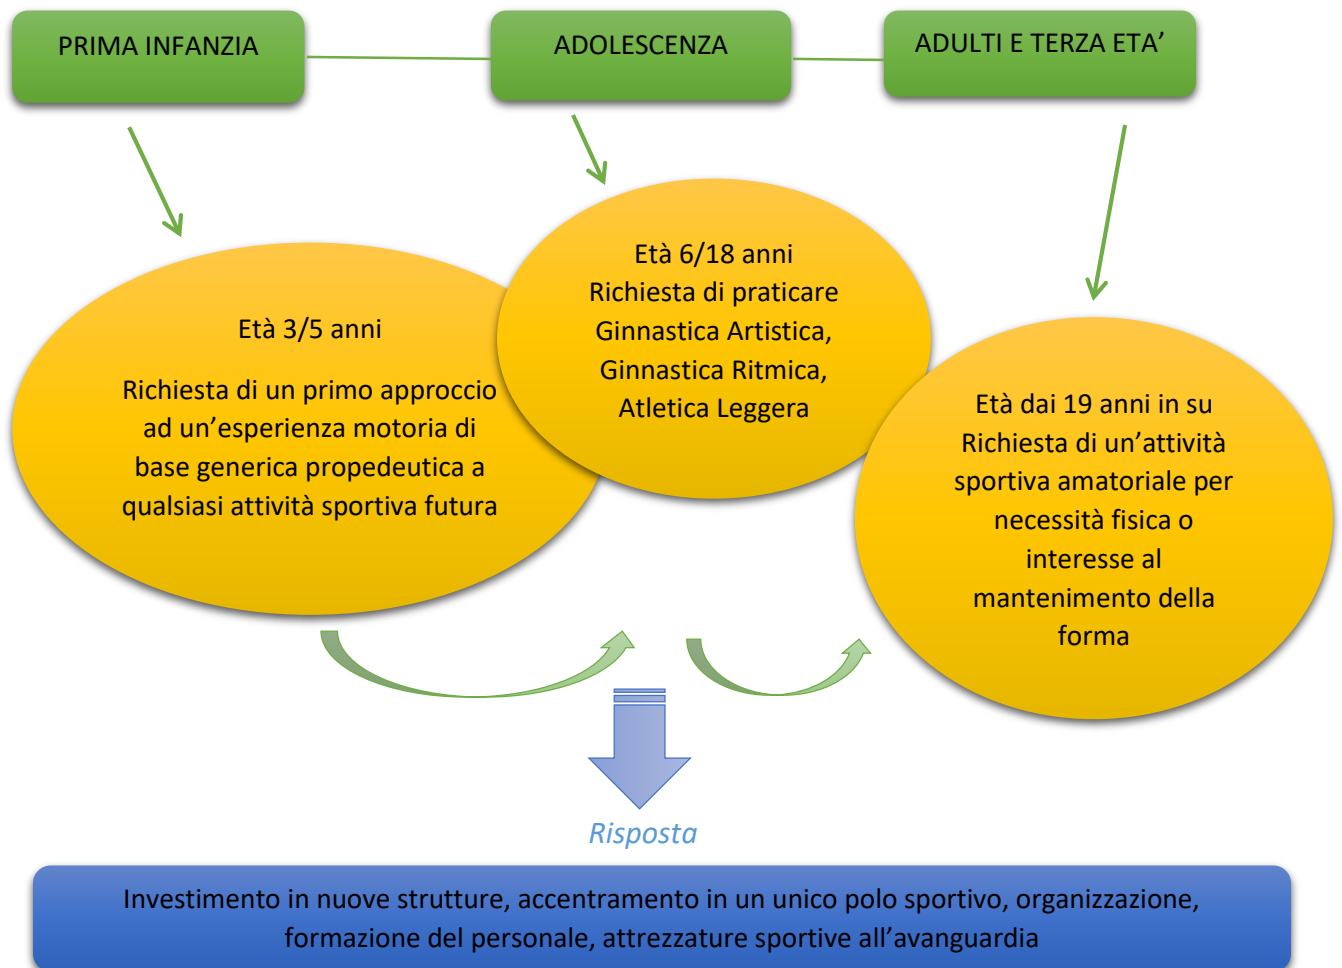 PRIMA INFANZIA
ADOLESCENZA
ADULTI E TERZA ETA’
Età 3/5 anni
Richiesta di un primo approccio
ad un’esperienza motoria di
base generica propedeutica a
qualsiasi attività sportiva futura
Età 6/18 anni
Richiesta di praticare
Ginnastica Artistica,
Ginnastica Ritmica,
Atletica Leggera
Età dai 19 anni in su
Richiesta di un’attività
sportiva amatoriale per
necessità fisica o
interesse al
mantenimento della
forma
Risposta
Investimento in nuove strutture, accentramento in un unico polo sportivo, organizzazione,
formazione del personale, attrezzature sportive all’avanguardia